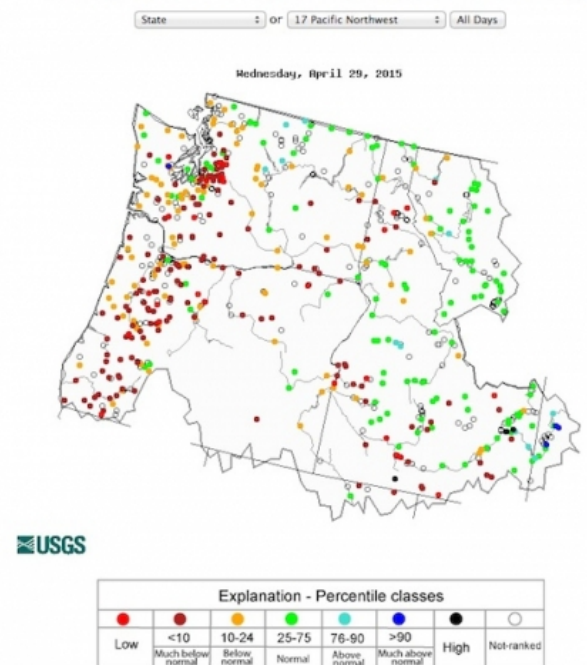 State or 17 Pacific Northwest All Days
Wednesday, April 29, 2015
USGS
Explanation - Percentile classes
Low <10 10-24 25-75 76-90 >90 High Not-ranked
Much below normal Below normal Normal Above normal Much above normal